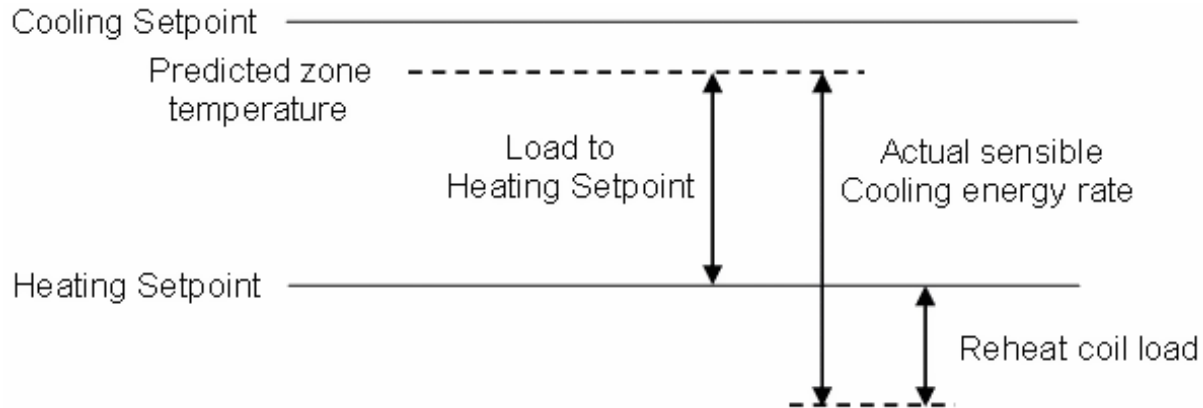 Cooling Setpoint
Predicted zone
temperature
Load to
Heating Setpoint
Actual sensible
Cooling energy rate
Heating Setpoint
Reheat coil load